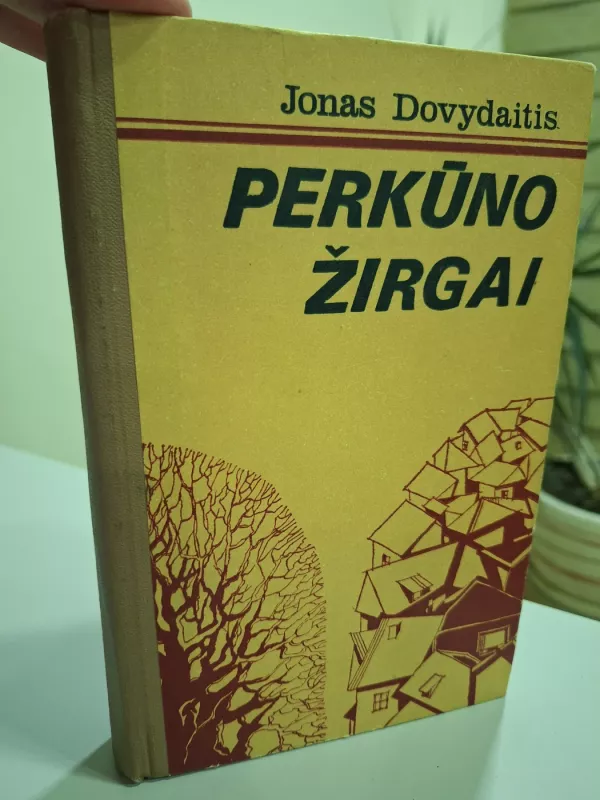 Jonas Dovydaitis
PERKŪNO
ŽIRGAI